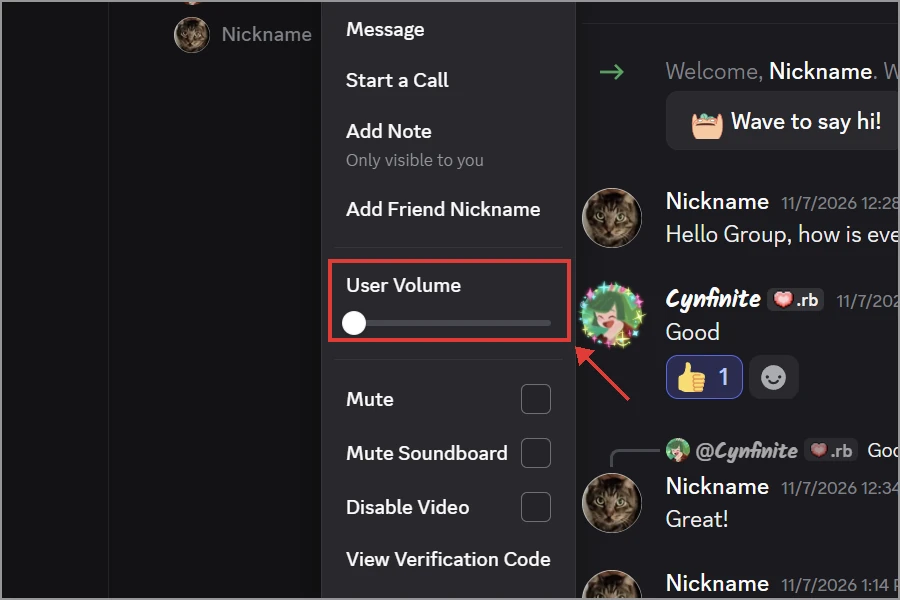 Nickname
Message
Start a Call
Add Note
Only visible to you
Add Friend Nickname
User Volume
Mute
Mute Soundboard
Disable Video
View Verification Code
Welcome, Nickname. W
Wave to say hi!
Nickname 11/7/2026 12:28
Hello Group, how is eve
Cynfinite .rb 11/7/202
Good
1
@Cynfinite .rb Goo
Nickname 11/7/2026 12:34
Great!
Nickname 11/7/2026 1:14 P